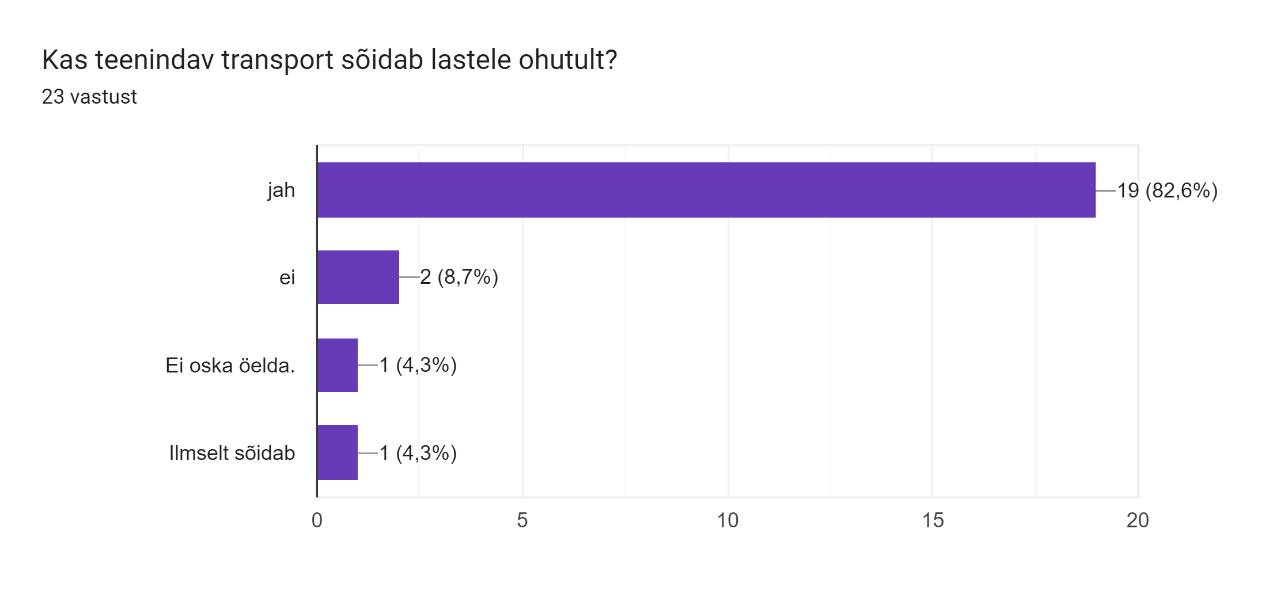 Kas teenindav transport sõidab lastele ohutult?
23 vastust
jah
19 (82,6%)
ei
2 (8,7%)
Ei oska öelda.
1 (4,3%)
Ilmselt sõidab
1 (4,3%)
0 5 10 15 20